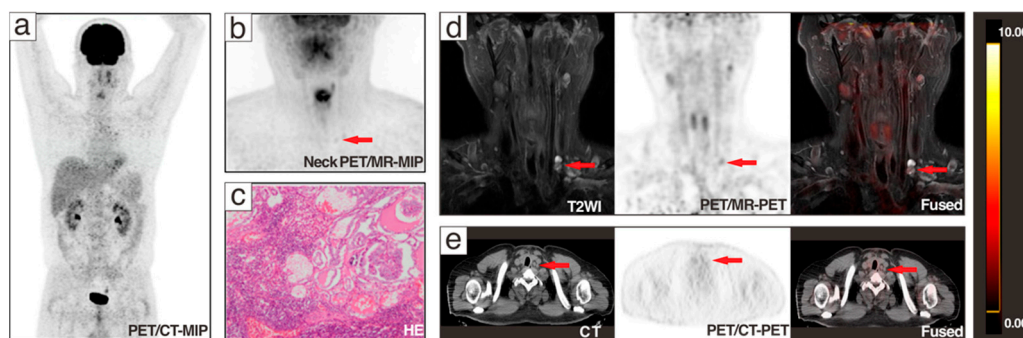 a
PET/CT-MIP
b
Neck PET/MR-MIP
c
HE
d
T2WI
PET/MR-PET
Fused
e
CT
PET/CT-PET
Fused
10.00
0.00